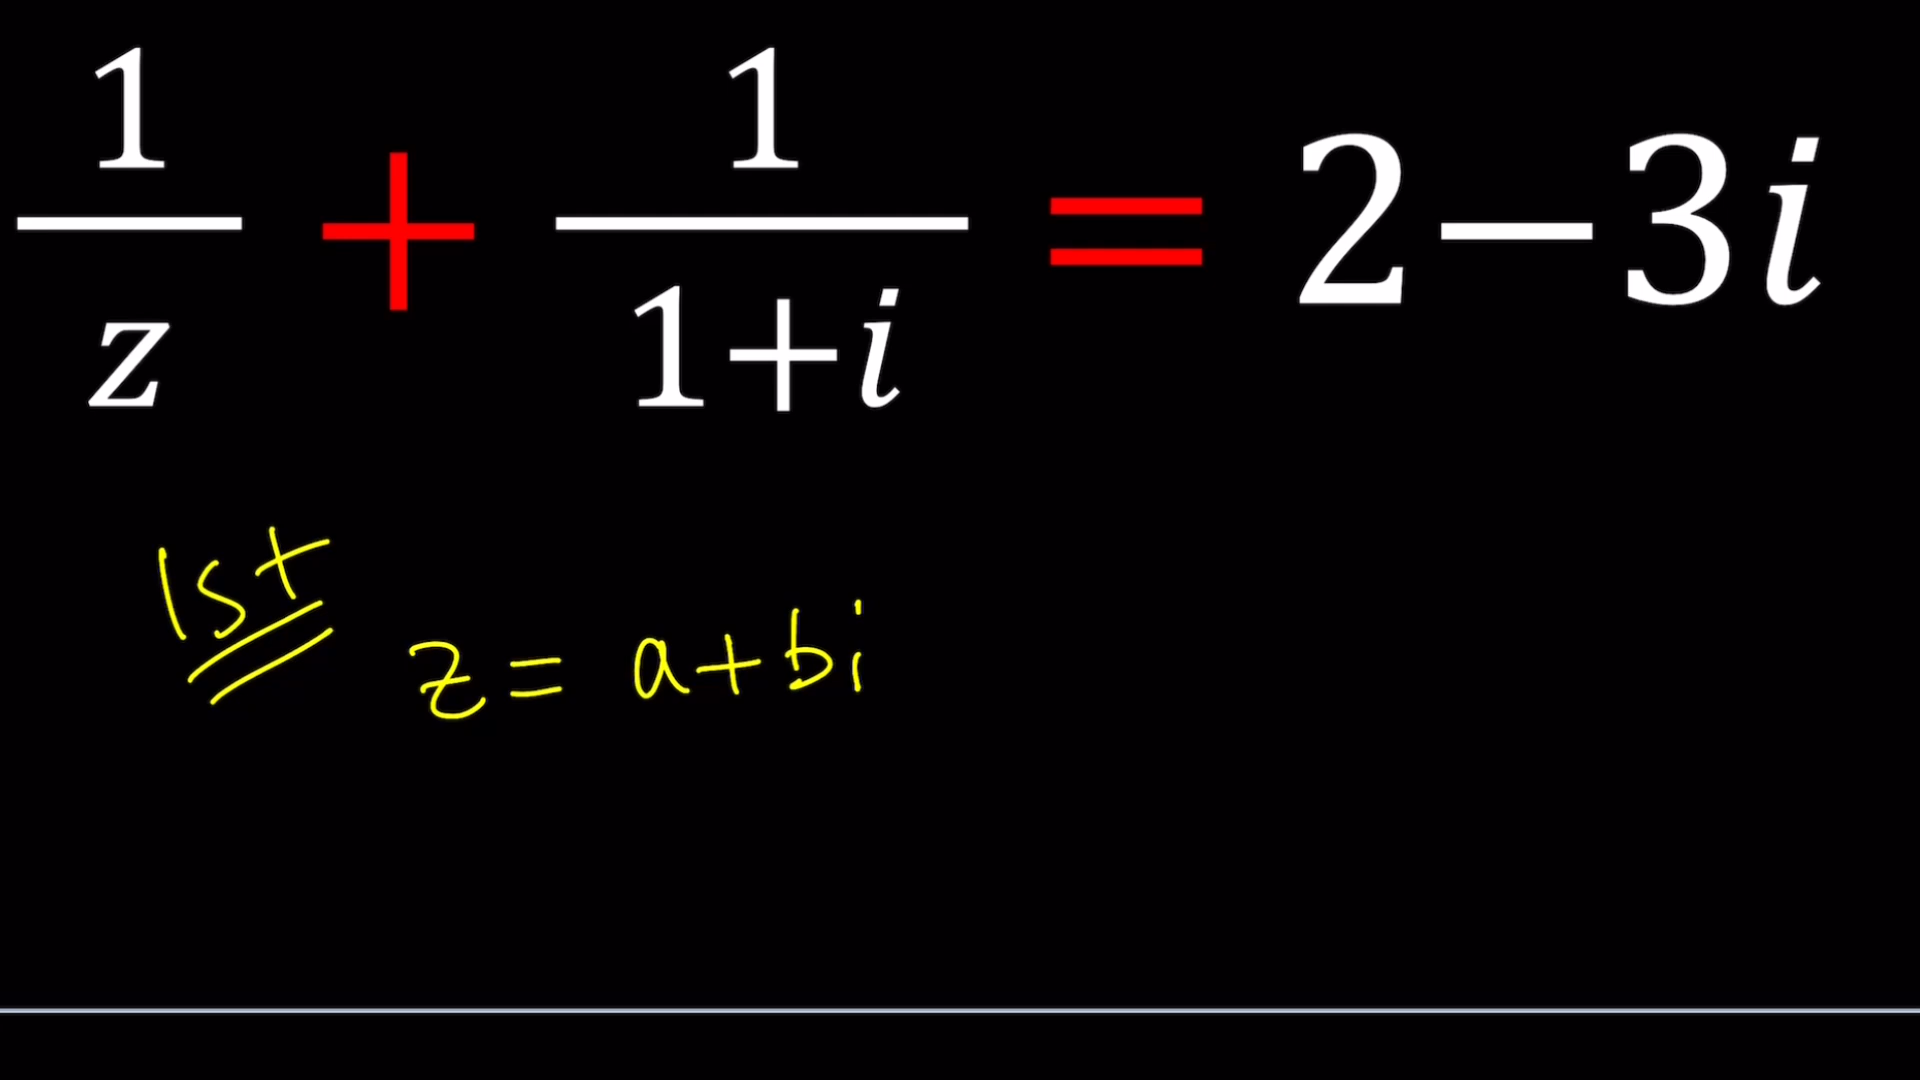 1/z + 1/(1+i) = 2−3i
1st
z = a+bi